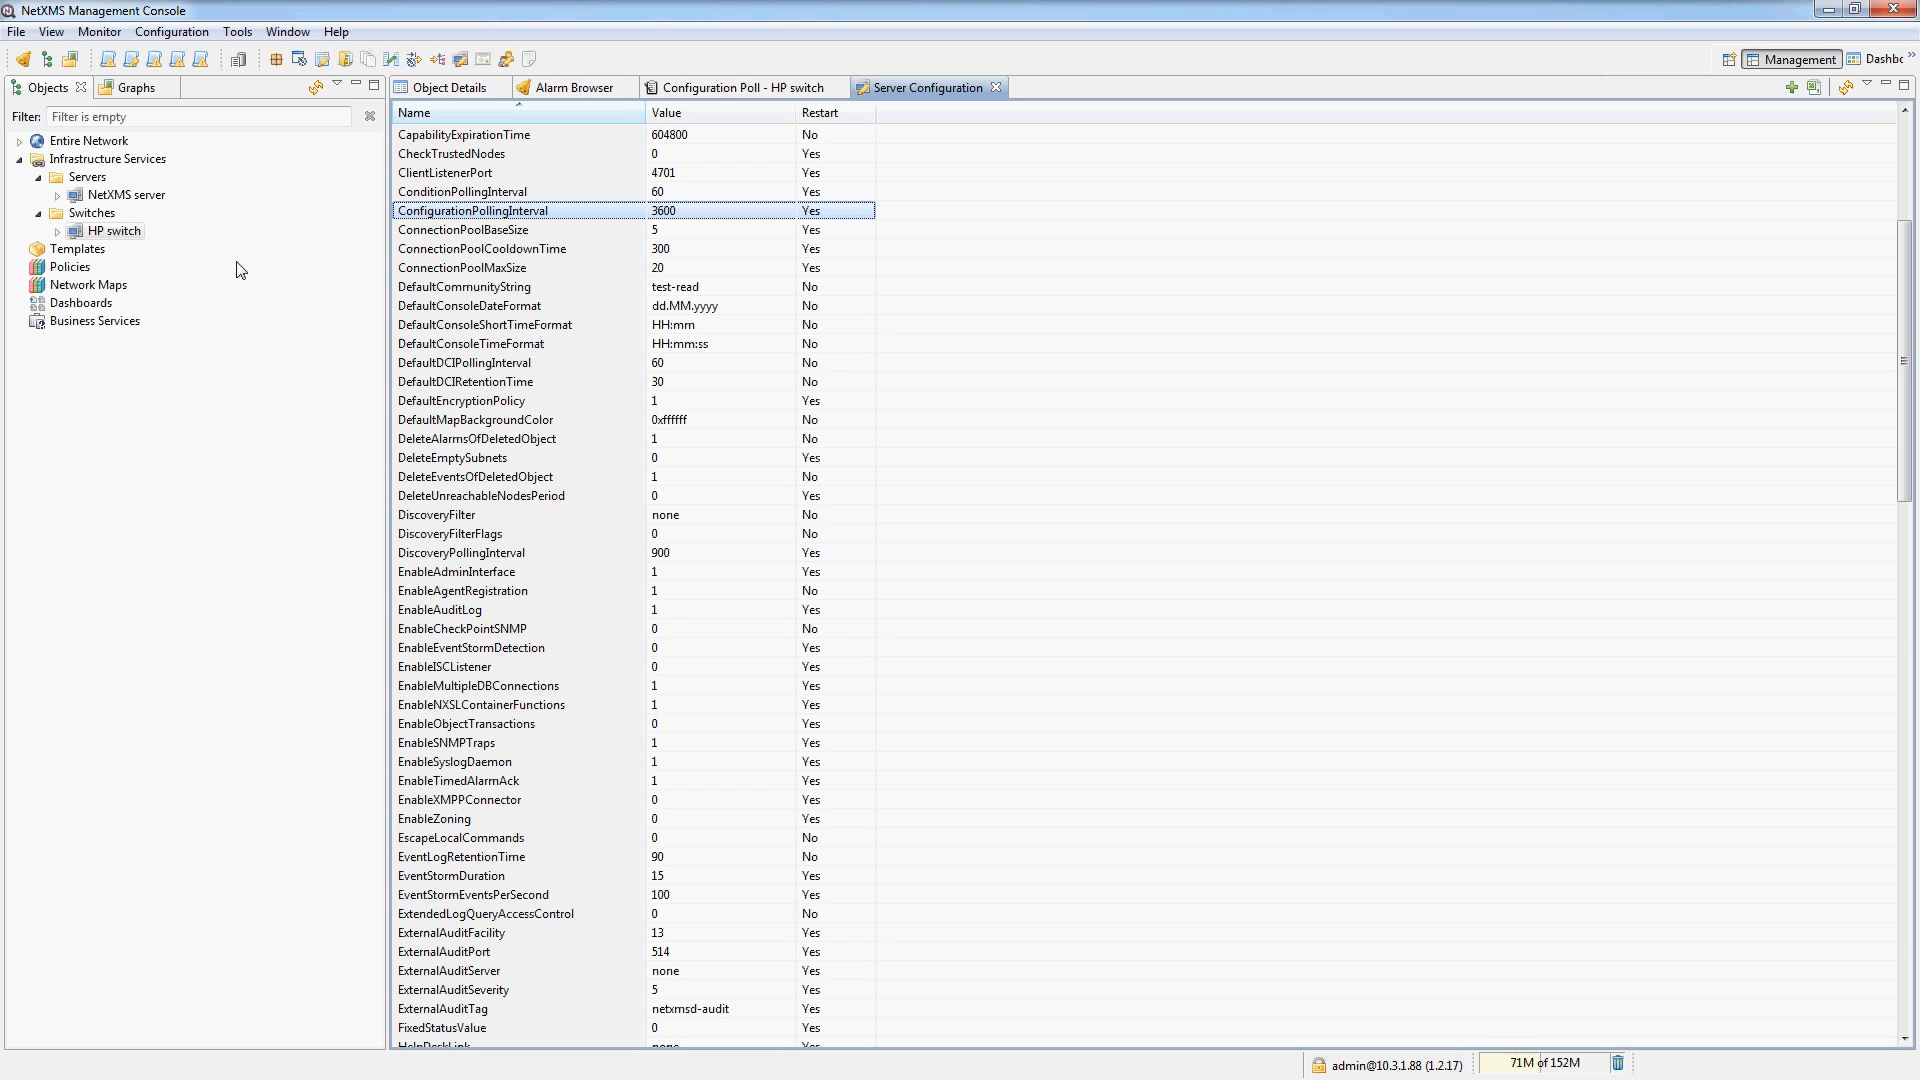 NetXMS Management Console
File View Monitor Configuration Tools Window Help
Management Dashbc
Objects Graphs
Object Details Alarm Browser Configuration Poll - HP switch Server Configuration
Filter: Filter is empty
Entire Network
Infrastructure Services
Servers
NetXMS server
Switches
HP switch
Templates
Policies
Network Maps
Dashboards
Business Services
Name Value Restart
CapabilityExpirationTime 604800 No
CheckTrustedNodes 0 Yes
ClientListenerPort 4701 Yes
ConditionPollingInterval 60 Yes
ConfigurationPollingInterval 3600 Yes
ConnectionPoolBaseSize 5 Yes
ConnectionPoolCooldownTime 300 Yes
ConnectionPoolMaxSize 20 Yes
DefaultCommunityString test-read No
DefaultConsoleDateFormat dd.MM.yyyy No
DefaultConsoleShortTimeFormat HH:mm No
DefaultConsoleTimeFormat HH:mm:ss No
DefaultDCIPollingInterval 60 No
DefaultDCIRetentionTime 30 No
DefaultEncryptionPolicy 1 Yes
DefaultMapBackgroundColor 0xffffff No
DeleteAlarmsOfDeletedObject 1 No
DeleteEmptySubnets 0 Yes
DeleteEventsOfDeletedObject 1 No
DeleteUnreachableNodesPeriod 0 Yes
DiscoveryFilter none No
DiscoveryFilterFlags 0 No
DiscoveryPollingInterval 900 Yes
EnableAdminInterface 1 Yes
EnableAgentRegistration 1 No
EnableAuditLog 1 Yes
EnableCheckPointSNMP 0 No
EnableEventStormDetection 0 Yes
EnableISCListener 0 Yes
EnableMultipleDBConnections 1 Yes
EnableNXSLContainerFunctions 1 Yes
EnableObjectTransactions 0 Yes
EnableSNMPTraps 1 Yes
EnableSyslogDaemon 1 Yes
EnableTimedAlarmAck 1 Yes
EnableXMPPConnector 0 Yes
EnableZoning 0 Yes
EscapeLocalCommands 0 No
EventLogRetentionTime 90 No
EventStormDuration 15 Yes
EventStormEventsPerSecond 100 Yes
ExtendedLogQueryAccessControl 0 No
ExternalAuditFacility 13 Yes
ExternalAuditPort 514 Yes
ExternalAuditServer none Yes
ExternalAuditSeverity 5 Yes
ExternalAuditTag netxmsd-audit Yes
FixedStatusValue 0 Yes
HelpDeskLink none Yes
admin@10.3.1.88 (1.2.17) 71M of 152M